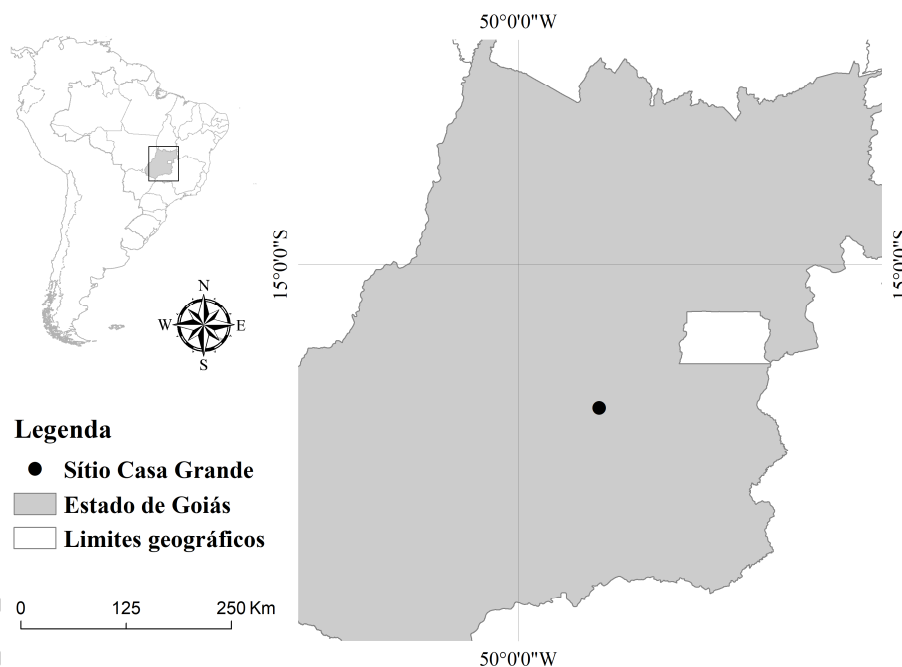 50°0'0"W
15°0'0"S
15°0'0"S
N
W
E
S
Legenda
Sítio Casa Grande
Estado de Goiás
Limites geográficos
0 125 250 Km
50°0'0"W